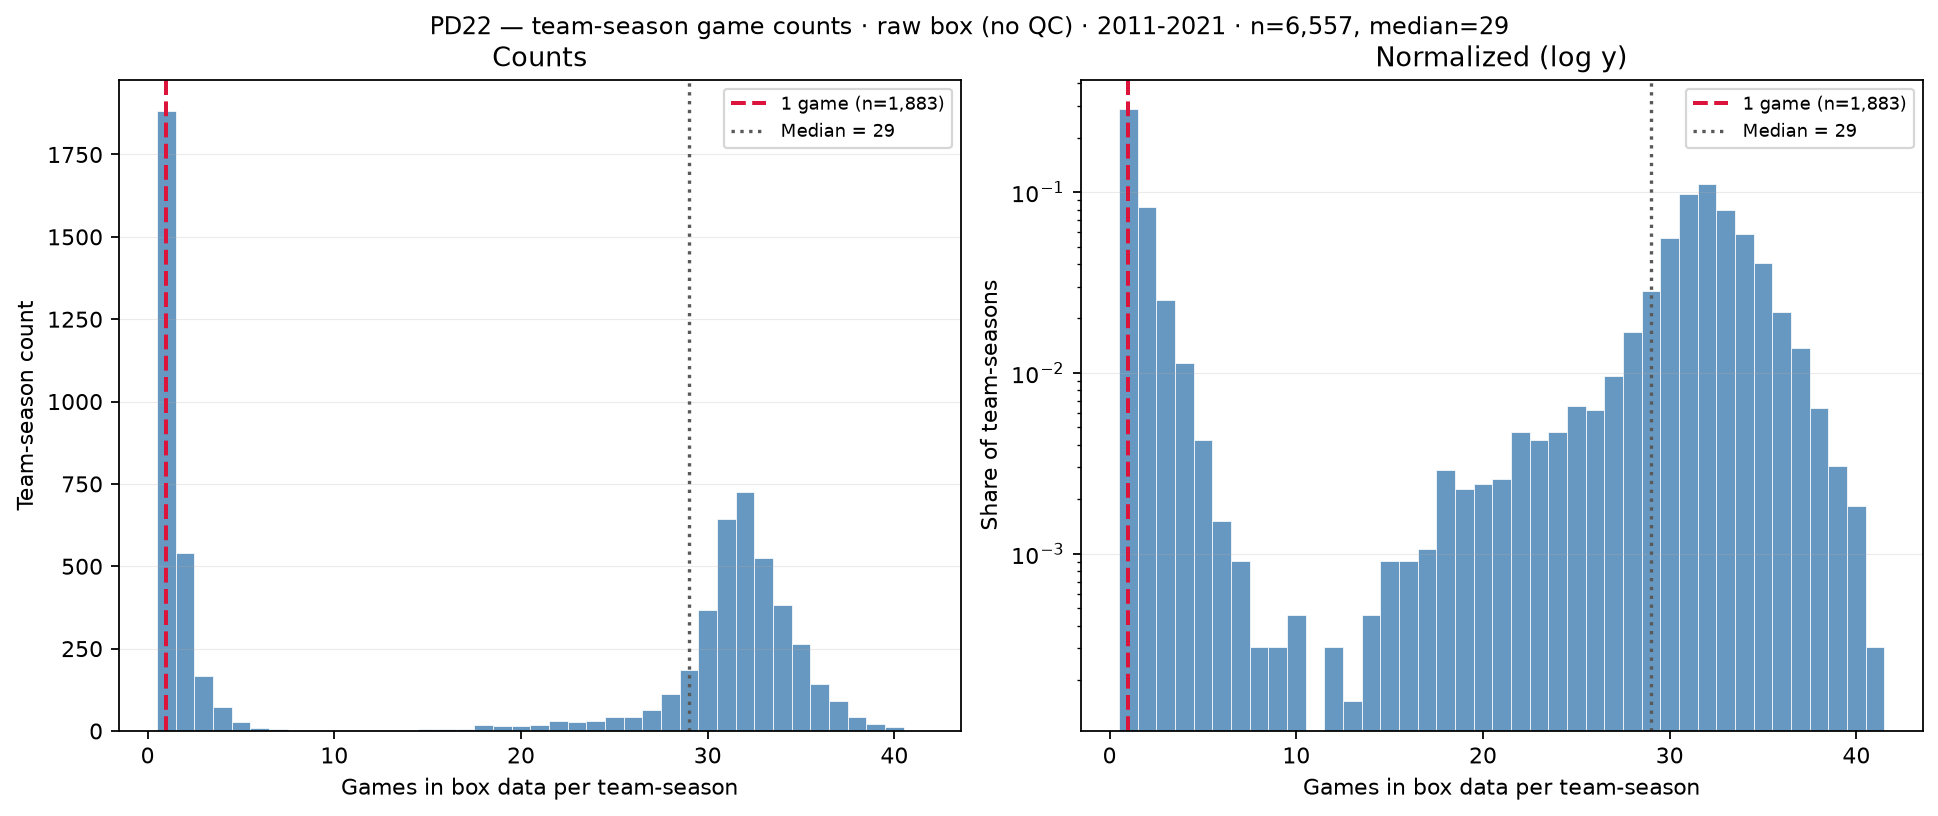 PD22 — team-season game counts · raw box (no QC) · 2011-2021 · n=6,557, median=29
Counts
1 game (n=1,883)
Median = 29
Team-season count
1750
1500
1250
1000
750
500
250
0
0 10 20 30 40
Games in box data per team-season
Normalized (log y)
1 game (n=1,883)
Median = 29
Share of team-seasons
10⁻¹
10⁻²
10⁻³
0 10 20 30 40
Games in box data per team-season